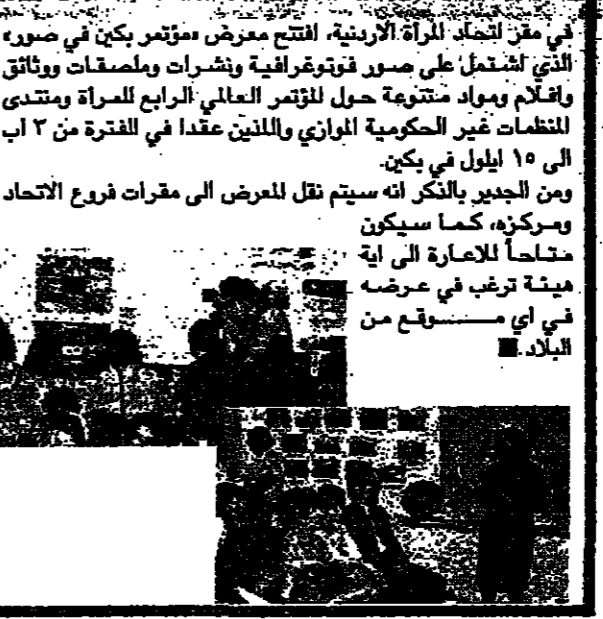 في مقر لتحاد المرأة الاردنية، افتتح معرض «مؤتمر بكين في صور»
الذي اشتمل على صور فوتوغرافية ونشرات وملصقات ووثائق
وافلام ومواد متنوعة حول المؤتمر العالمي الرابع للمرأة ومنتدى
المنظمات غير الحكومية الموازي واللذين عقدا في الفترة من ٣ اب
الى ١٥ ايلول في بكين.
ومن الجدير بالذكر انه سيتم نقل المعرض الى مقرات فروع الاتحاد
ومركزه، كما سيكون
متاحاً للاعارة الى اية
هيئة ترغب في عرضه
في اي موقع من
البلاد.